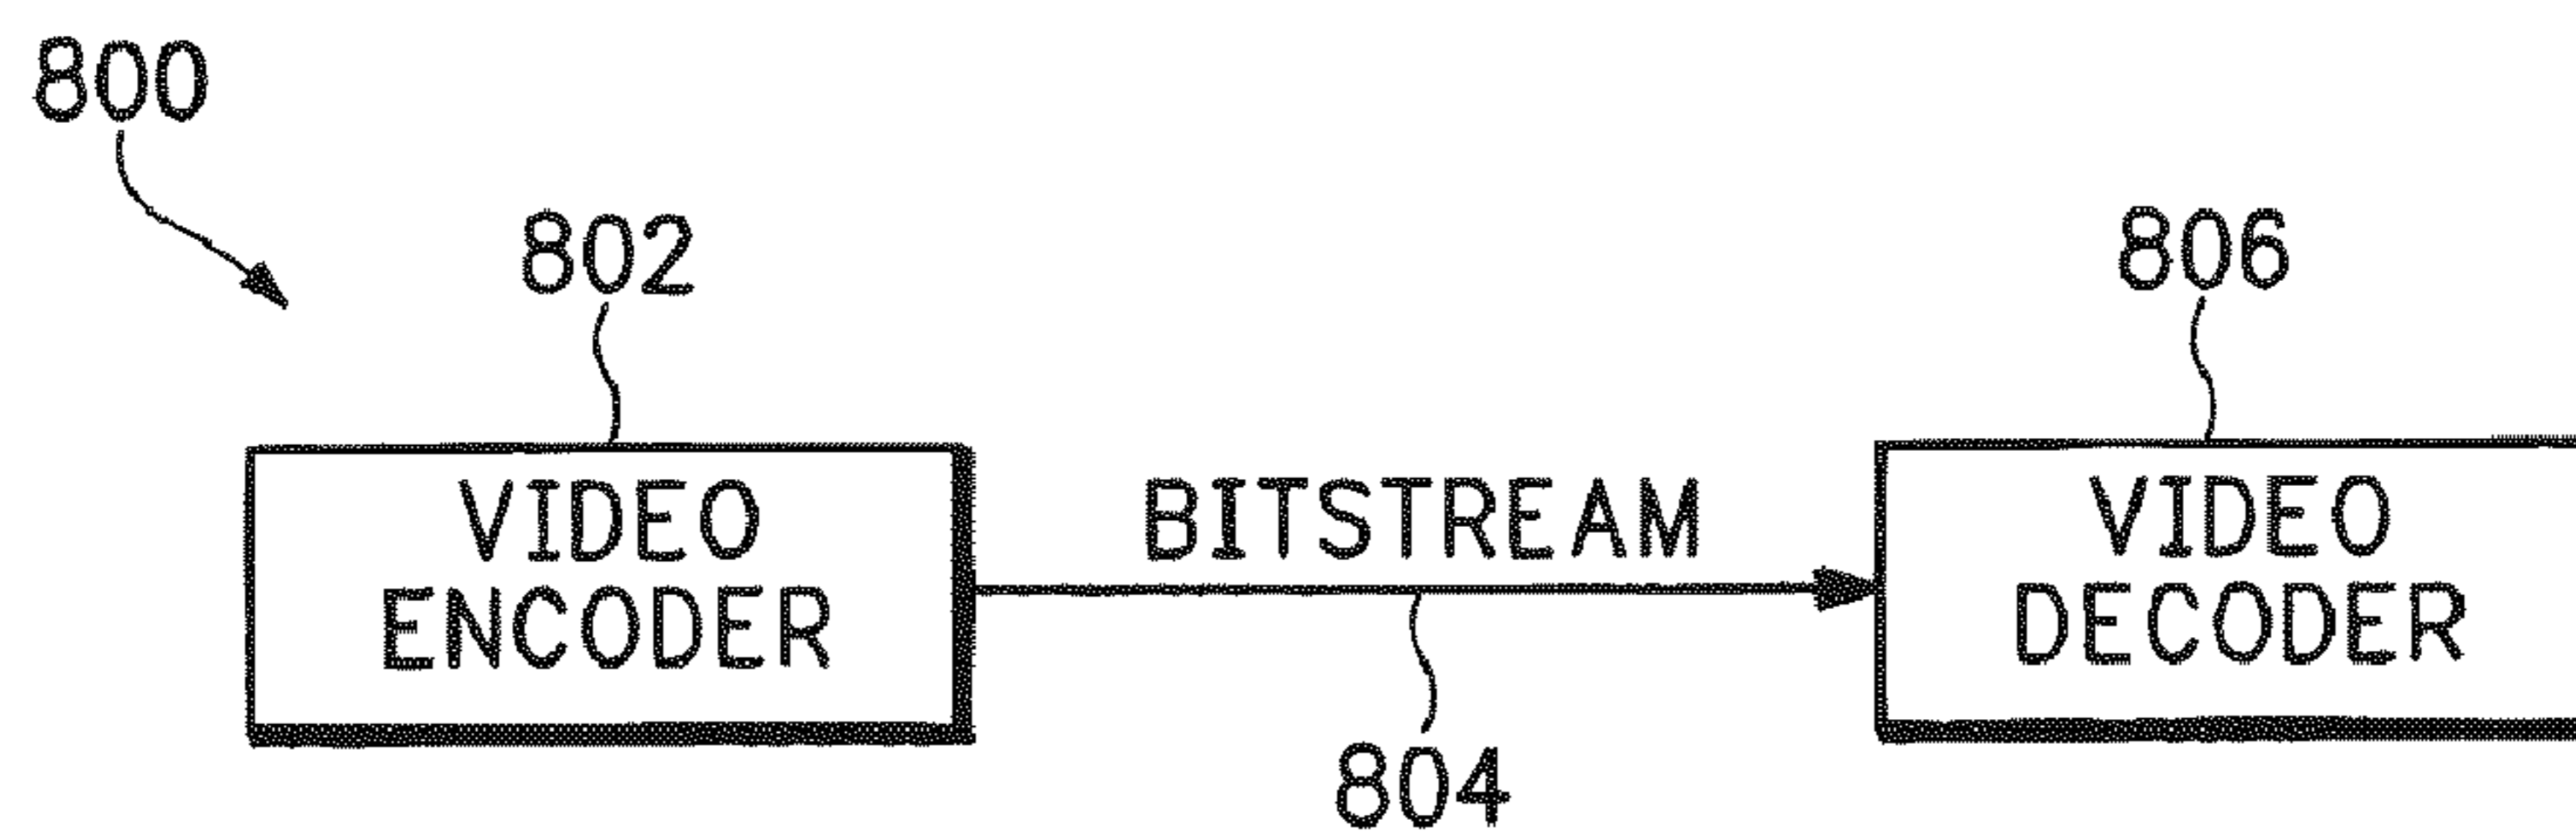 800
802
806
VIDEO
ENCODER
BITSTREAM
VIDEO
DECODER
804